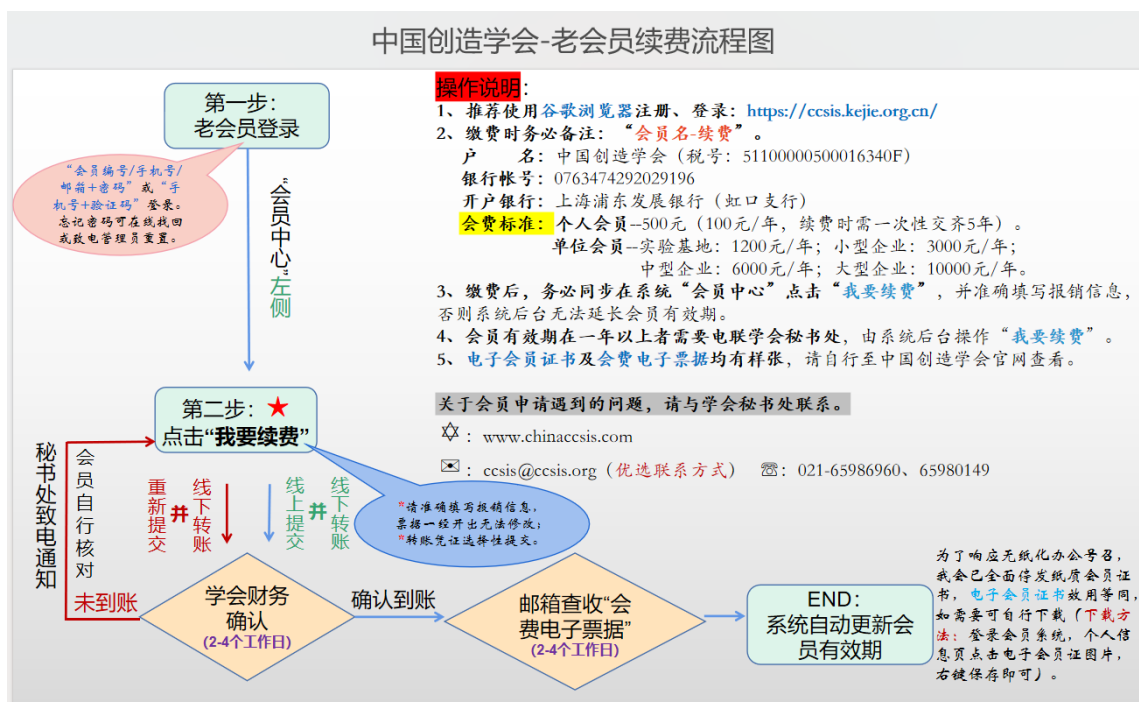 中国创造学会-老会员续费流程图
第一步：
老会员登录
“会员编号/手机号/
邮箱+密码”或“手
机号+验证码”登录。
忘记密码可在线找回
或致电管理员重置。
“会员中心”左侧
操作说明：
1、推荐使用谷歌浏览器注册、登录：https://ccsis.kejie.org.cn/
2、缴费时务必备注：“会员名-续费”。
户　　名：中国创造学会（税号：51100000500016340F）
银行帐号：0763474292029196
开户银行：上海浦东发展银行（虹口支行）
会费标准：个人会员--500元（100元/年，续费时需一次性交齐5年）。
单位会员--实验基地：1200元/年；小型企业：3000元/年；
中型企业：6000元/年；大型企业：10000元/年。
3、缴费后，务必同步在系统“会员中心”点击“我要续费”，并准确填写报销信息，
否则系统后台无法延长会员有效期。
4、会员有效期在一年以上者需要电联学会秘书处，由系统后台操作“我要续费”。
5、电子会员证书及会费电子票据均有样张，请自行至中国创造学会官网查看。
关于会员申请遇到的问题，请与学会秘书处联系。
：www.chinaccsis.com
：ccsis@ccsis.org（优选联系方式） ：021-65986960、65980149
第二步：★
点击“我要续费”
*请准确填写报销信息，
票据一经开出无法修改；
*转账凭证选择性提交。
秘书处致电通知
会员自行核对
重新提交
并
线下转账
线上提交
并
线下转账
未到账
学会财务
确认
(2-4个工作日)
确认到账
邮箱查收“会
费电子票据”
(2-4个工作日)
END：
系统自动更新会
员有效期
为了响应无纸化办公号召，
我会已全面停发纸质会员证
书，电子会员证书效用等同，
如需要可自行下载（下载方
法：登录会员系统，个人信
息页点击电子会员证图片，
右键保存即可）。